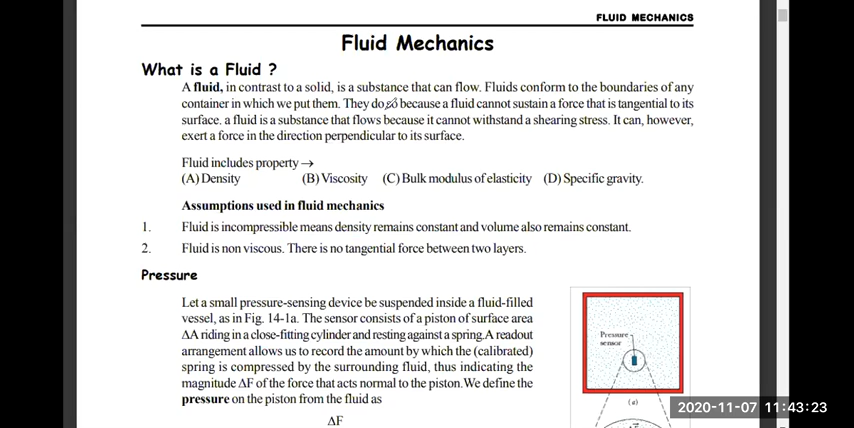 FLUID MECHANICS
Fluid Mechanics
What is a Fluid ?
A fluid, in contrast to a solid, is a substance that can flow. Fluids conform to the boundaries of any
container in which we put them. They do because a fluid cannot sustain a force that is tangential to its
surface. a fluid is a substance that flows because it cannot withstand a shearing stress. It can, however,
exert a force in the direction perpendicular to its surface.
Fluid includes property →
(A) Density (B) Viscosity (C) Bulk modulus of elasticity (D) Specific gravity.
Assumptions used in fluid mechanics
1. Fluid is incompressible means density remains constant and volume also remains constant.
2. Fluid is non viscous. There is no tangential force between two layers.
Pressure
Let a small pressure-sensing device be suspended inside a fluid-filled
vessel, as in Fig. 14-1a. The sensor consists of a piston of surface area
ΔA riding in a close-fitting cylinder and resting against a spring.A readout
arrangement allows us to record the amount by which the (calibrated)
spring is compressed by the surrounding fluid, thus indicating the
magnitude ΔF of the force that acts normal to the piston.We define the
pressure on the piston from the fluid as
ΔF
Pressure
sensor
(a)
2020-11-07 11:43:23